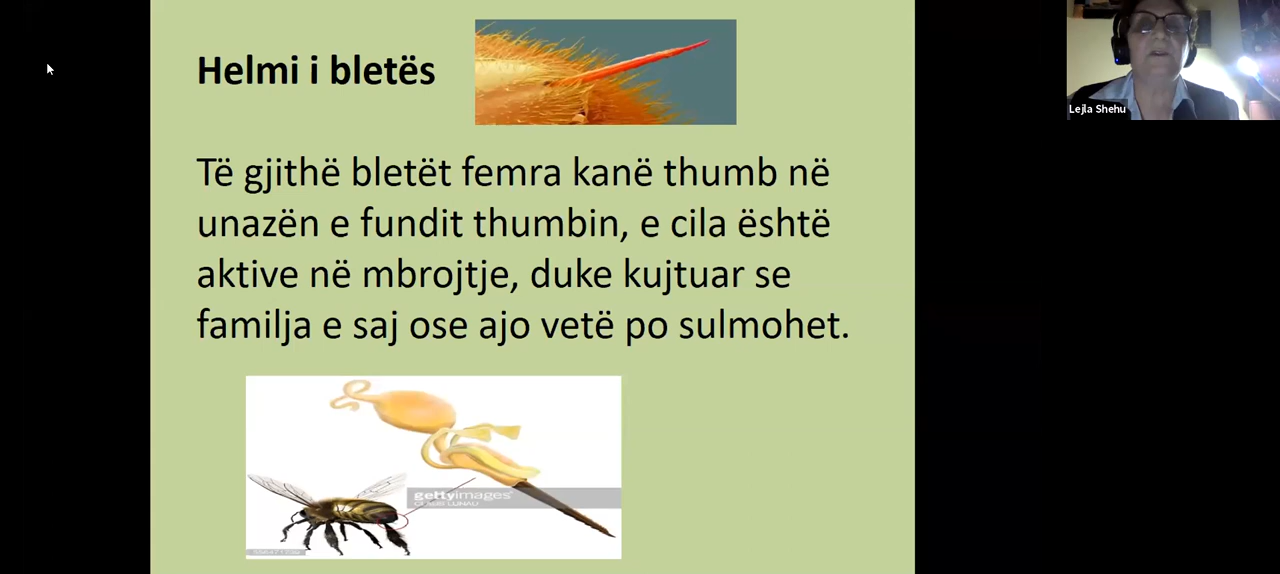 Helmi i bletës
Lejla Shehu
Të gjithë bletët femra kanë thumb në
unazën e fundit thumbin, e cila është
aktive në mbrojtje, duke kujtuar se
familja e saj ose ajo vetë po sulmohet.
gettyimages